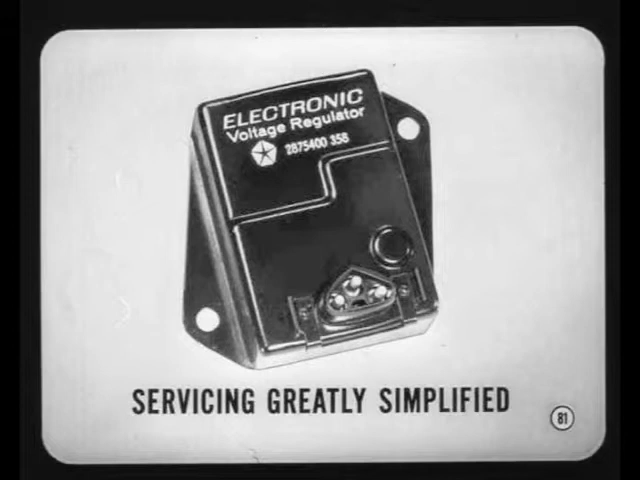 ELECTRONIC
Voltage Regulator
2875400 358
SERVICING GREATLY SIMPLIFIED
81